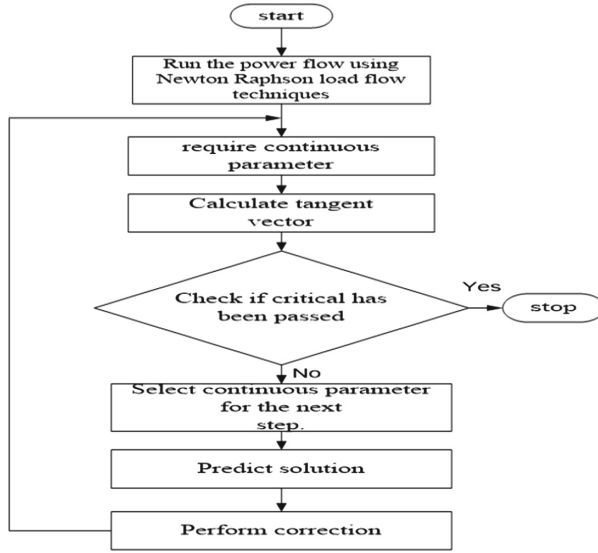 start
Run the power flow using
Newton Raphson load flow
techniques
require continuous
parameter
Calculate tangent
vector
Check if critical has
been passed
Yes
stop
No
Select continuous parameter
for the next
step.
Predict solution
Perform correction